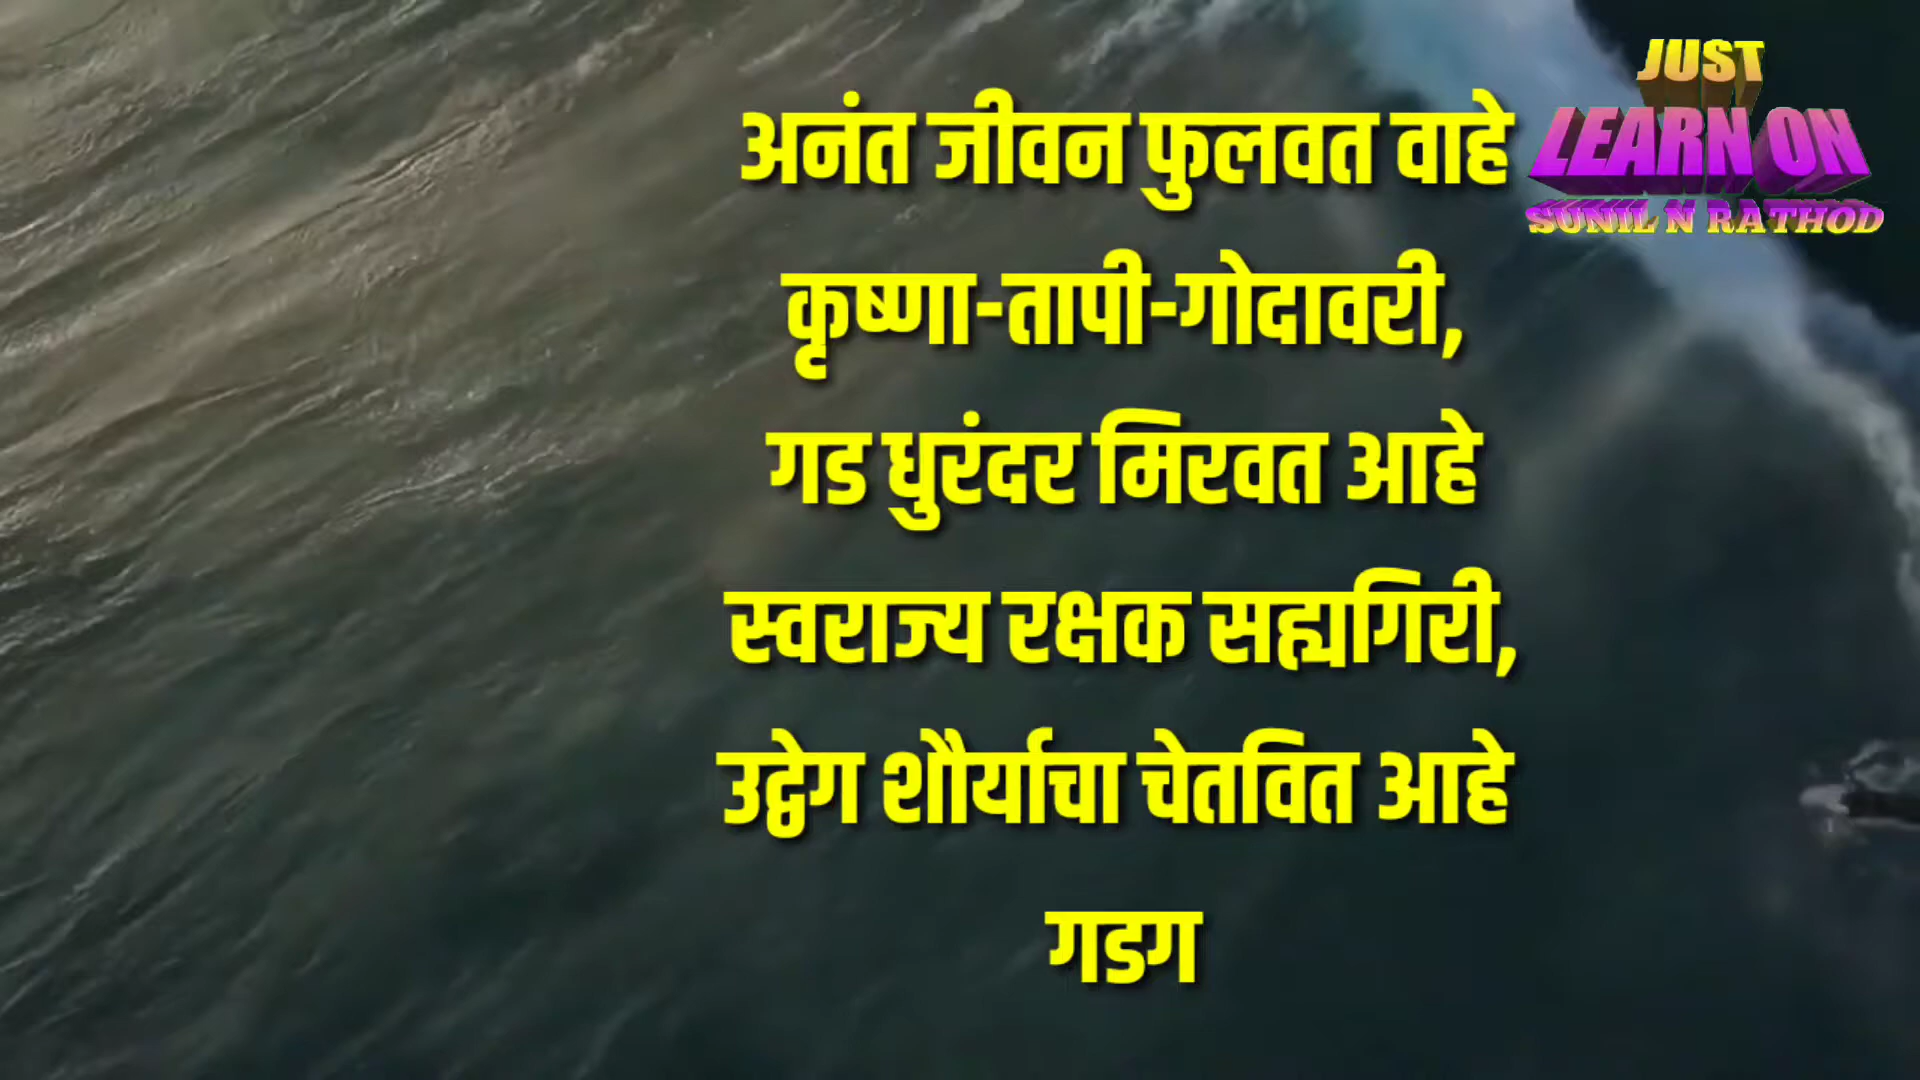 अनंत जीवन फुलवत वाहे
कृष्णा-तापी-गोदावरी,
गड धुरंदर मिरवत आहे
स्वराज्य रक्षक सह्यगिरी,
उद्वेग शौर्याचा चेतवित आहे
गडग
JUST
LEARN ON
SUNIL N RATHOD